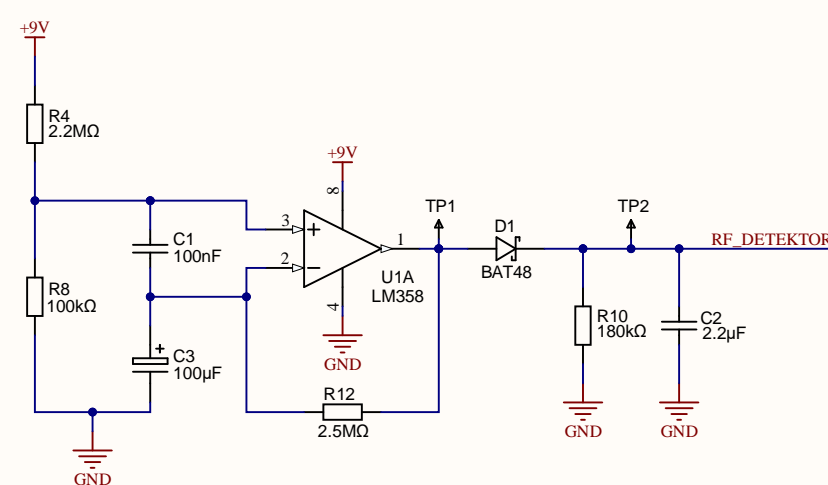 +9V
R4
2.2MΩ
+9V
8
TP1
TP2
3
+
C1
100nF
1
D1
BAT48
RF_DETEKTOR
2
−
U1A
LM358
R8
100kΩ
4
GND
R10
180kΩ
C2
2.2µF
+
C3
100µF
R12
2.5MΩ
GND
GND
GND